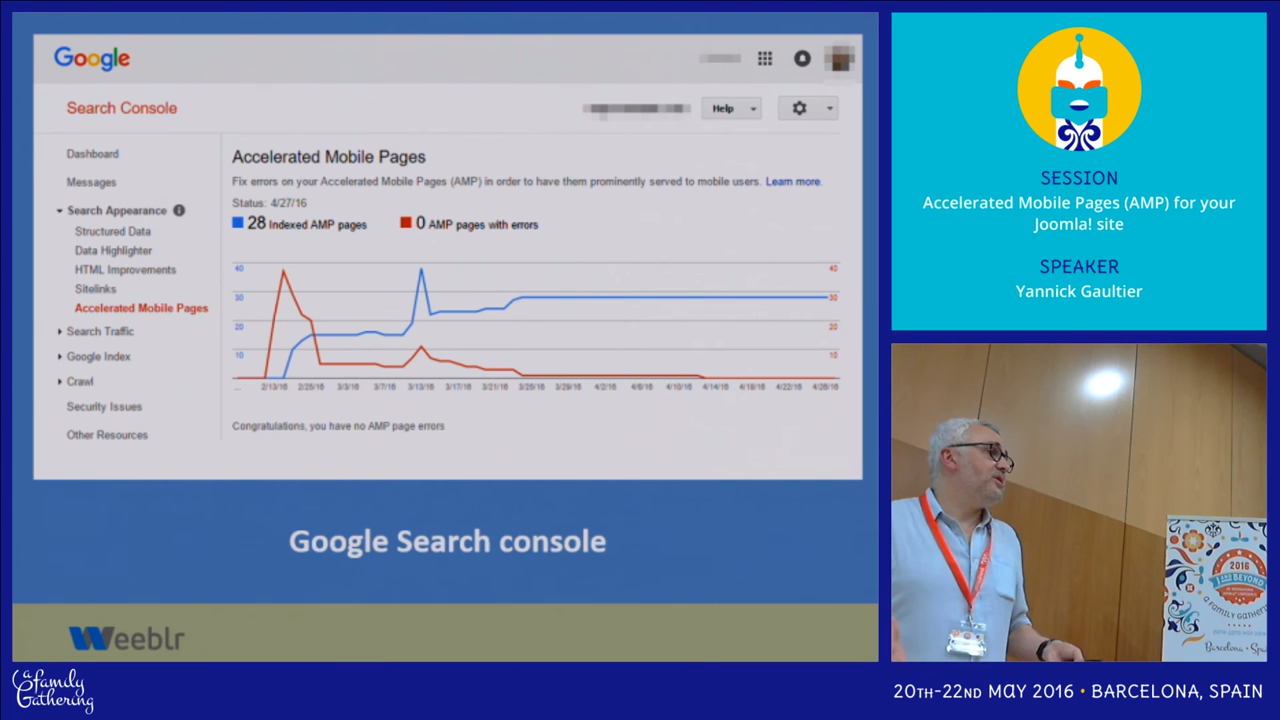 Google
Search Console
Help
Dashboard
Messages
Search Appearance
Structured Data
Data Highlighter
HTML Improvements
Sitelinks
Accelerated Mobile Pages
Search Traffic
Google Index
Crawl
Security Issues
Other Resources
Accelerated Mobile Pages
Fix errors on your Accelerated Mobile Pages (AMP) in order to have them prominently served to mobile users. Learn more.
Status: 4/27/16
28 Indexed AMP pages
0 AMP pages with errors
40 40
30 30
20 20
10 10
... 2/13/16 2/25/16 3/3/16 3/7/16 3/13/16 3/17/16 3/21/16 3/25/16 3/29/16 4/2/16 4/6/16 4/10/16 4/14/16 4/18/16 4/22/16 4/26/16
Congratulations, you have no AMP page errors
Google Search console
Weeblr
a family
Gathering
SESSION
Accelerated Mobile Pages (AMP) for your
Joomla! site
SPEAKER
Yannick Gaultier
2016
J AND BEYOND
a family Gathering
Barcelona • Spa
20TH-22ND MAY 2016 • BARCELONA, SPAIN